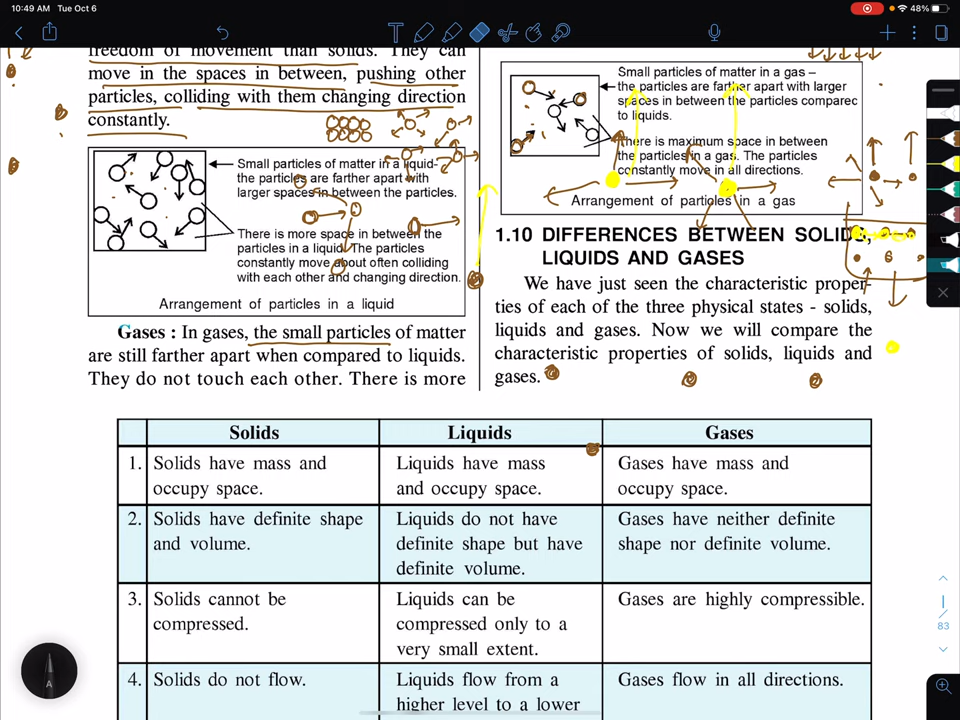 10:49 AM Tue Oct 6
48%
freedom of movement than solids. They can
move in the spaces in between, pushing other
particles, colliding with them changing direction
constantly.
Small particles of matter in a liquid-
the particles are farther apart with
larger spaces in between the particles.
There is more space in between the
particles in a liquid. The particles
constantly move about often colliding
with each other and changing direction.
Arrangement of particles in a liquid
Gases : In gases, the small particles of matter
are still farther apart when compared to liquids.
They do not touch each other. There is more
Small particles of matter in a gas –
the particles are farther apart with larger
spaces in between the particles compared
to liquids.
There is maximum space in between
the particles in a gas. The particles
constantly move in all directions.
Arrangement of particles in a gas
1.10 DIFFERENCES BETWEEN SOLIDS,
LIQUIDS AND GASES
We have just seen the characteristic proper-
ties of each of the three physical states - solids,
liquids and gases. Now we will compare the
characteristic properties of solids, liquids and
gases.
Solids Liquids Gases
1. Solids have mass and
occupy space.
Liquids have mass
and occupy space.
Gases have mass and
occupy space.
2. Solids have definite shape
and volume.
Liquids do not have
definite shape but have
definite volume.
Gases have neither definite
shape nor definite volume.
3. Solids cannot be
compressed.
Liquids can be
compressed only to a
very small extent.
Gases are highly compressible.
4. Solids do not flow.
Liquids flow from a
higher level to a lower
Gases flow in all directions.
1
/
83
A